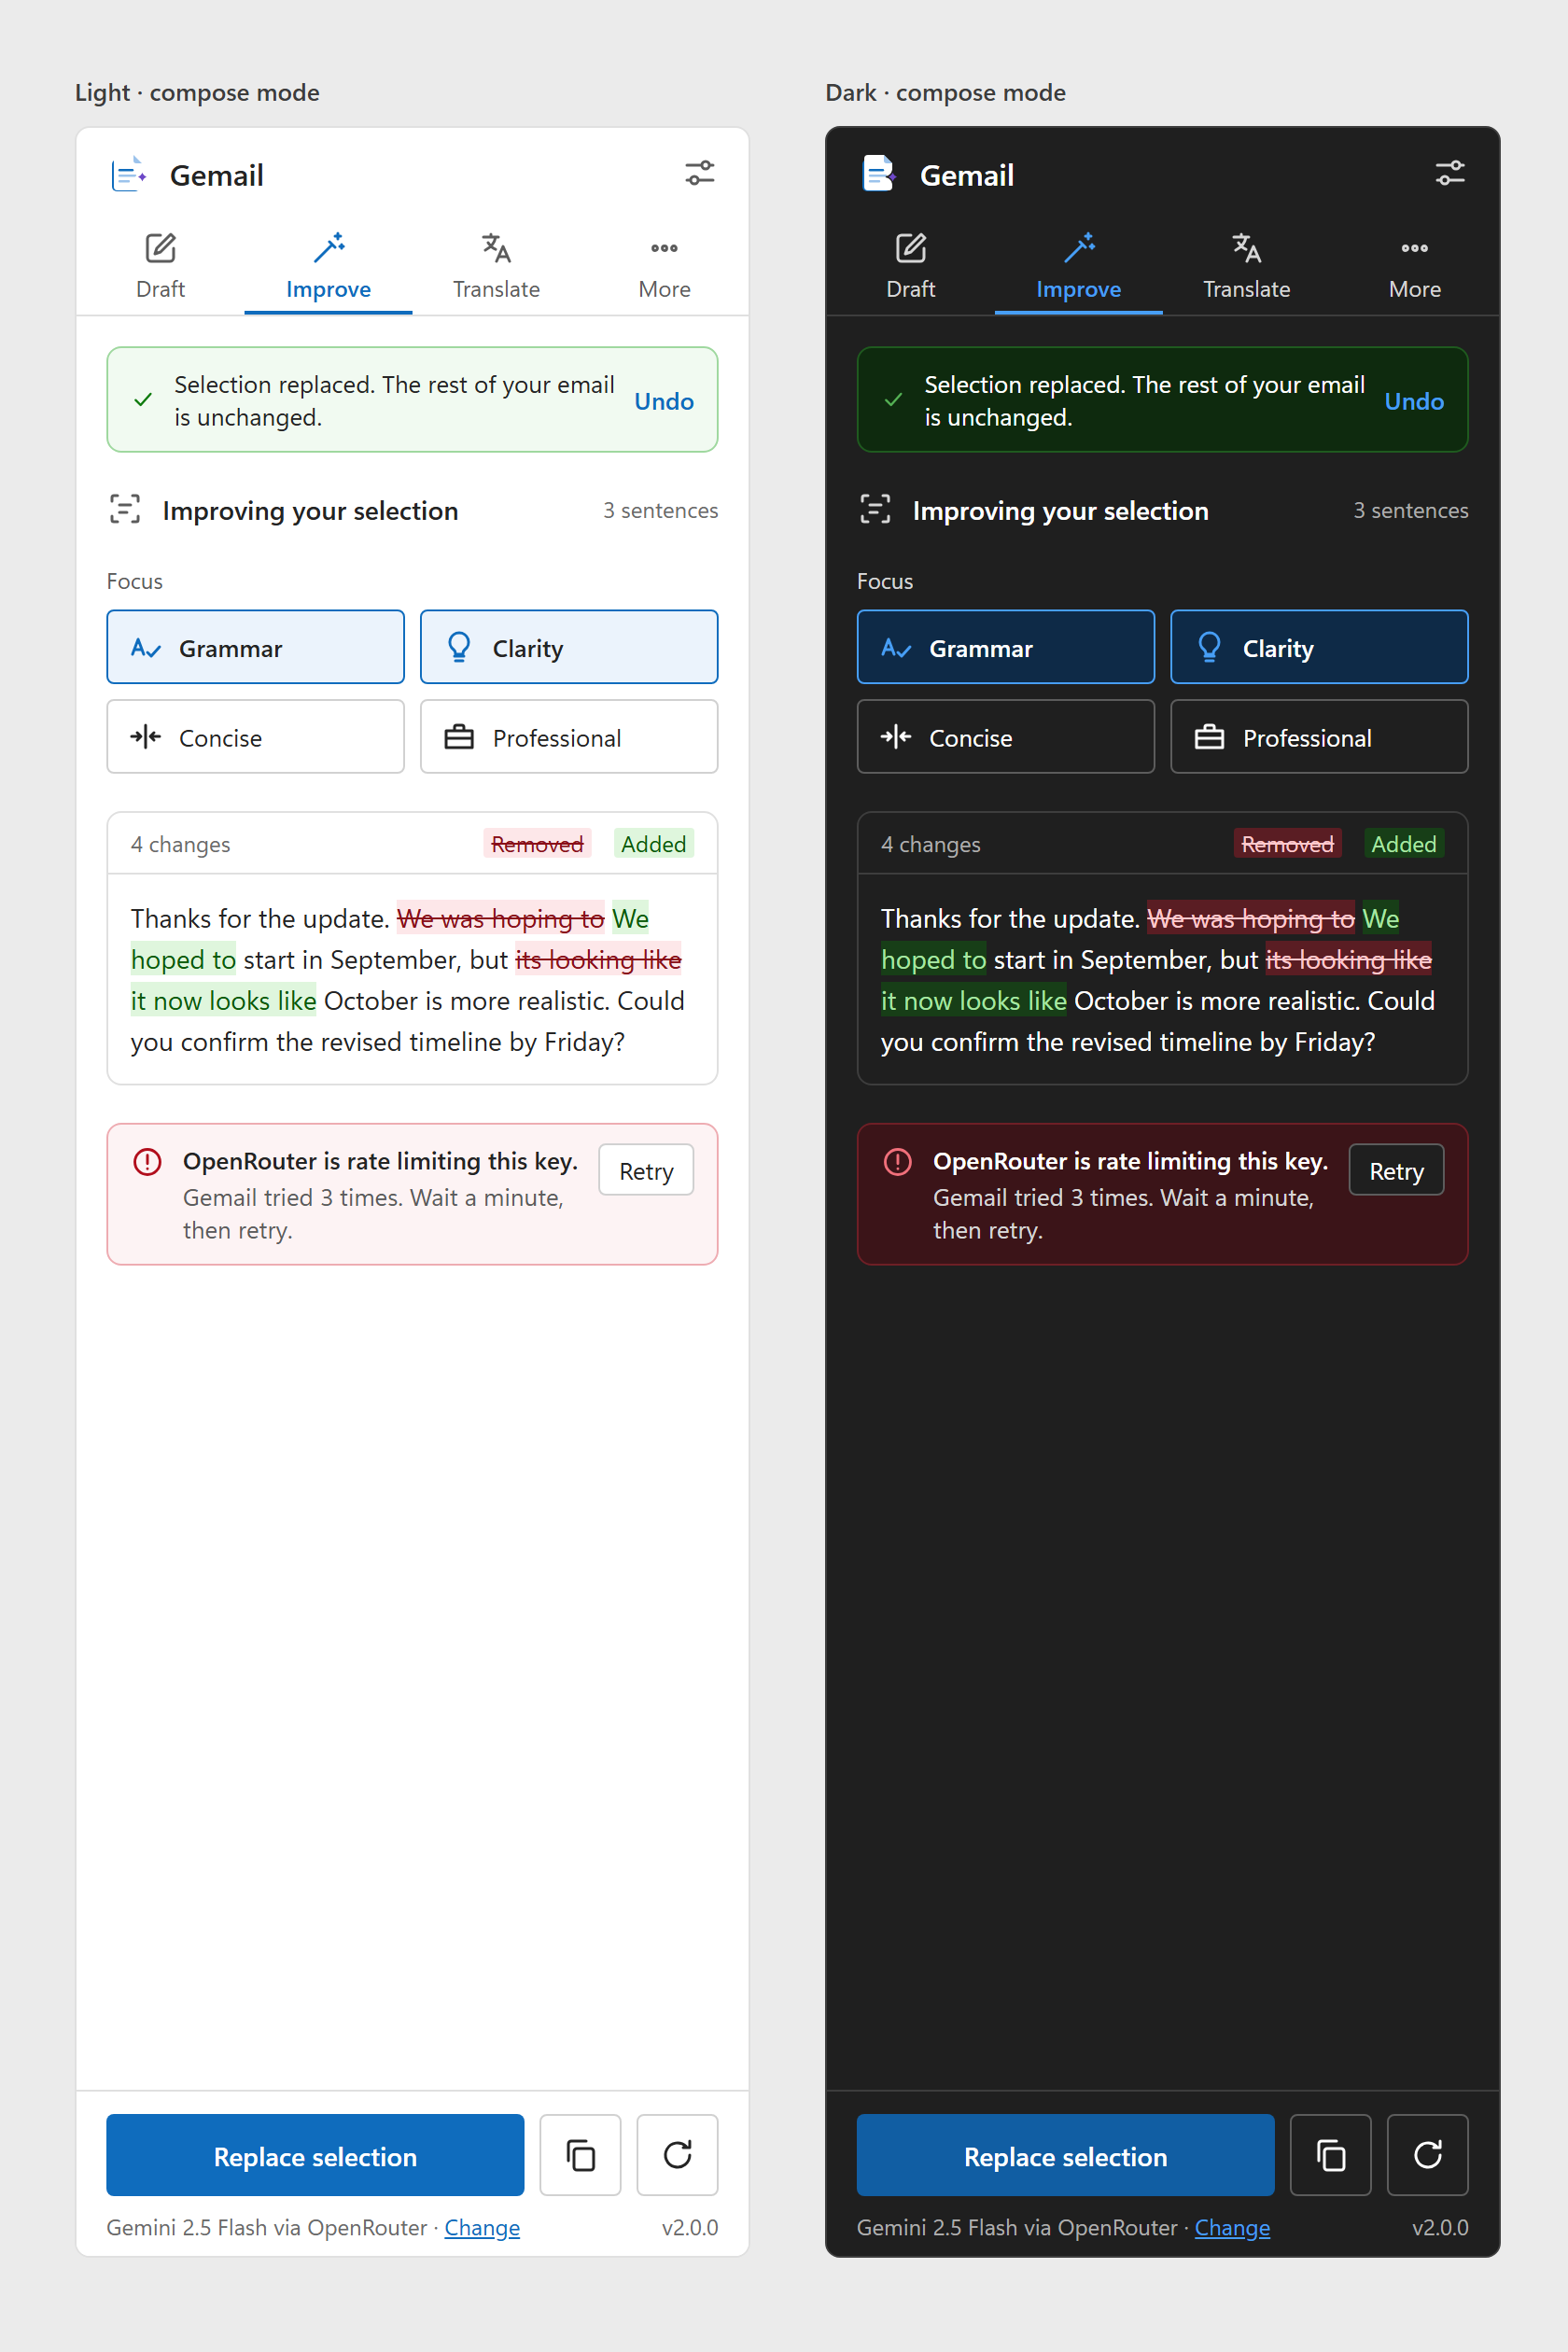 Light · compose mode
Gemail
Draft
Improve
Translate
More
Selection replaced. The rest of your email
is unchanged.
Undo
Improving your selection
3 sentences
Focus
Grammar
Clarity
Concise
Professional
4 changes
Removed
Added
Thanks for the update. We was hoping to We
hoped to start in September, but its looking like
it now looks like October is more realistic. Could
you confirm the revised timeline by Friday?
OpenRouter is rate limiting this key.
Gemail tried 3 times. Wait a minute,
then retry.
Retry
Replace selection
Gemini 2.5 Flash via OpenRouter · Change
v2.0.0
Dark · compose mode
Gemail
Draft
Improve
Translate
More
Selection replaced. The rest of your email
is unchanged.
Undo
Improving your selection
3 sentences
Focus
Grammar
Clarity
Concise
Professional
4 changes
Removed
Added
Thanks for the update. We was hoping to We
hoped to start in September, but its looking like
it now looks like October is more realistic. Could
you confirm the revised timeline by Friday?
OpenRouter is rate limiting this key.
Gemail tried 3 times. Wait a minute,
then retry.
Retry
Replace selection
Gemini 2.5 Flash via OpenRouter · Change
v2.0.0